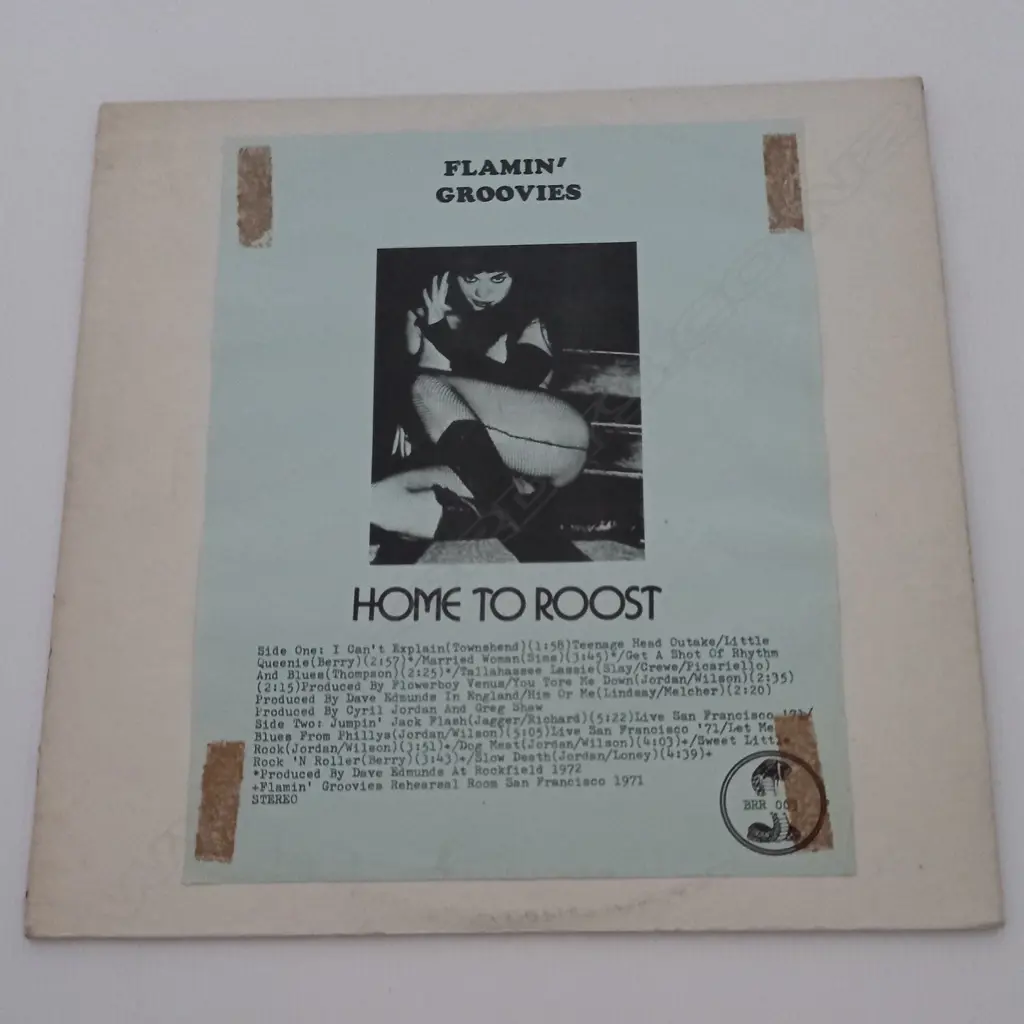 FLAMIN'
GROOVIES
HOME TO ROOST
Side One: I Can't Explain(Townshend)(1:58)Teenage Head Outake/Little
Queenie(Berry)(2:57)*/Married Woman(Sims)(3:45)*/Get A Shot Of Rhythm
And Blues(Thompson)(2:25)*/Tallahassee Lassie(Slay/Crewe/Picariello)
(2:15)Produced By Flowerboy Venus/You Tore Me Down(Jordan/Wilson)(2:35)
Produced By Dave Edmunds In England/Him Or Me(Lindsay/Melcher)(2:20)
Produced By Cyril Jordan And Greg Shaw
Side Two: Jumpin' Jack Flash(Jagger/Richard)(5:22)Live San Francisco '71/
Blues From Phillys(Jordan/Wilson)(5:05)Live San Francisco '71/Let Me
Rock(Jordan/Wilson)(3:51)*/Dog Meat(Jordan/Wilson)(4:03)+/Sweet Little
Rock 'N Roller(Berry)(3:43)+/Slow Death(Jordan/Loney)(4:39)+
*Produced By Dave Edmunds At Rockfield 1972
+Flamin' Groovies Rehearsal Room San Francisco 1971
STEREO
BRR 003